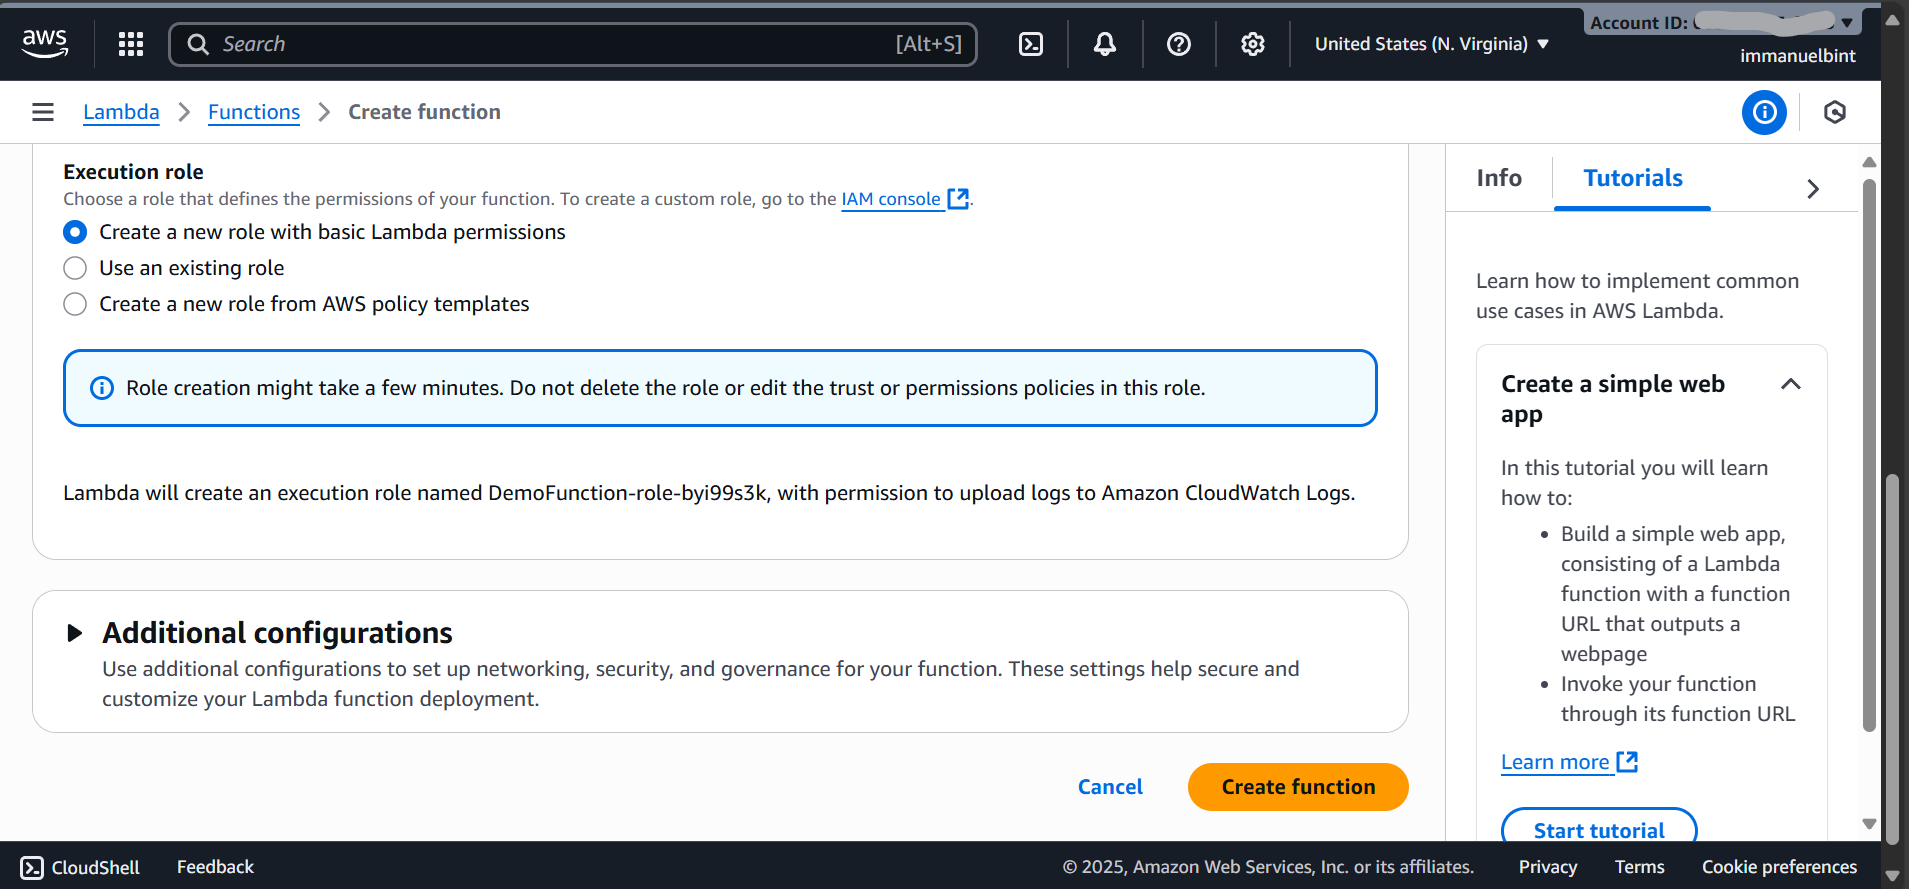 aws
Search
[Alt+S]
United States (N. Virginia)
Account ID:
immanuelbint
Lambda
Functions
Create function
Execution role
Choose a role that defines the permissions of your function. To create a custom role, go to the IAM console.
Create a new role with basic Lambda permissions
Use an existing role
Create a new role from AWS policy templates
Role creation might take a few minutes. Do not delete the role or edit the trust or permissions policies in this role.
Lambda will create an execution role named DemoFunction-role-byi99s3k, with permission to upload logs to Amazon CloudWatch Logs.
Additional configurations
Use additional configurations to set up networking, security, and governance for your function. These settings help secure and
customize your Lambda function deployment.
Cancel
Create function
Info
Tutorials
Learn how to implement common
use cases in AWS Lambda.
Create a simple web
app
In this tutorial you will learn
how to:
• Build a simple web app,
consisting of a Lambda
function with a function
URL that outputs a
webpage
• Invoke your function
through its function URL
Learn more
Start tutorial
CloudShell
Feedback
© 2025, Amazon Web Services, Inc. or its affiliates.
Privacy
Terms
Cookie preferences